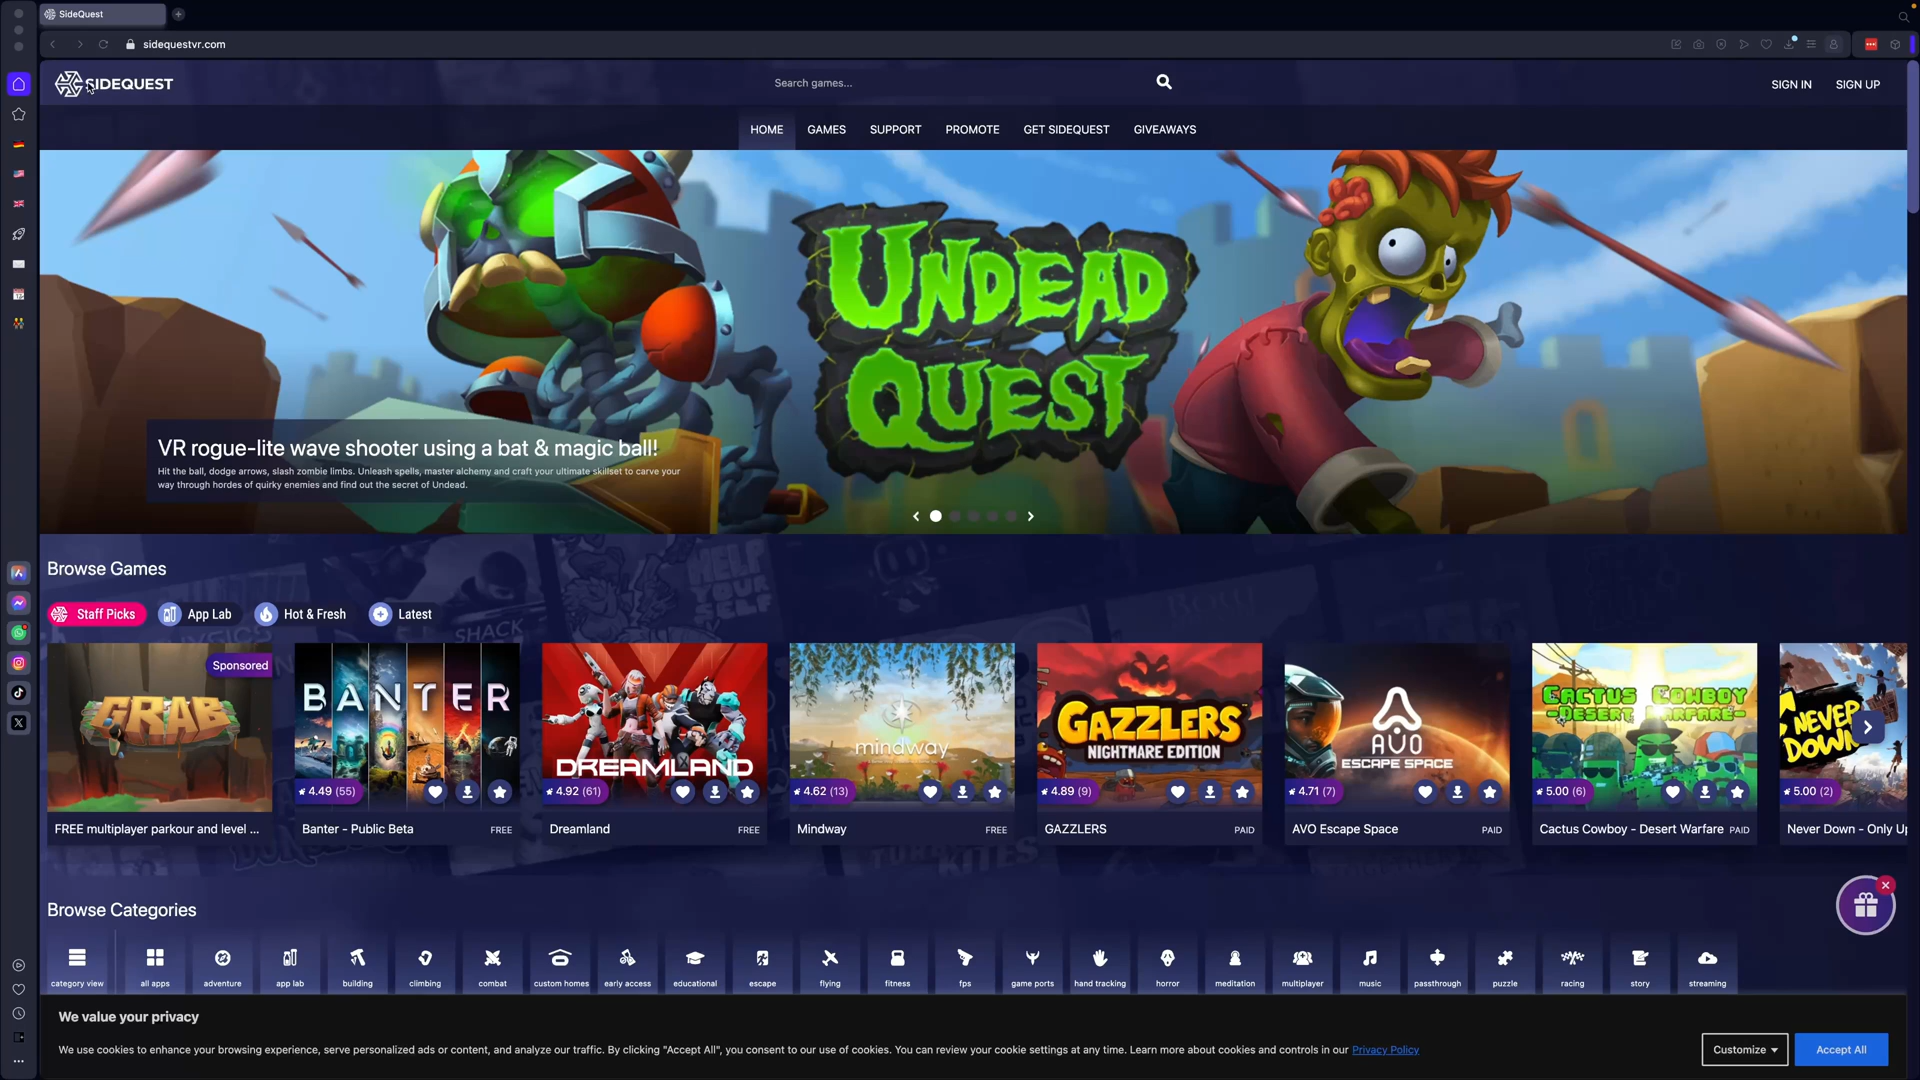 SideQuest
sidequestvr.com
SIDEQUEST
Search games...
SIGN IN
SIGN UP
HOME
GAMES
SUPPORT
PROMOTE
GET SIDEQUEST
GIVEAWAYS
UNDEAD
QUEST
VR rogue-lite wave shooter using a bat & magic ball!
Hit the ball, dodge arrows, slash zombie limbs. Unleash spells, master alchemy and craft your ultimate skillset to carve your
way through hordes of quirky enemies and find out the secret of Undead.
Browse Games
Staff Picks
App Lab
Hot & Fresh
Latest
Sponsored
GRAB
FREE multiplayer parkour and level ...
BANTER
4.49 (55)
Banter - Public Beta
FREE
DREAMLAND
4.92 (61)
Dreamland
FREE
mindway
4.62 (13)
Mindway
FREE
GAZZLERS
NIGHTMARE EDITION
4.89 (9)
GAZZLERS
PAID
AVO
ESCAPE SPACE
4.71 (7)
AVO Escape Space
PAID
CACTUS COWBOY
-DESERT WARFARE-
5.00 (6)
Cactus Cowboy - Desert Warfare
PAID
NEVER
DOWN
5.00 (2)
Never Down - Only Up
Browse Categories
category view
all apps
adventure
app lab
building
climbing
combat
custom homes
early access
educational
escape
flying
fitness
fps
game ports
hand tracking
horror
meditation
multiplayer
music
passthrough
puzzle
racing
story
streaming
We value your privacy
We use cookies to enhance your browsing experience, serve personalized ads or content, and analyze our traffic. By clicking "Accept All", you consent to our use of cookies. You can review your cookie settings at any time. Learn more about cookies and controls in our Privacy Policy
Customize
Accept All